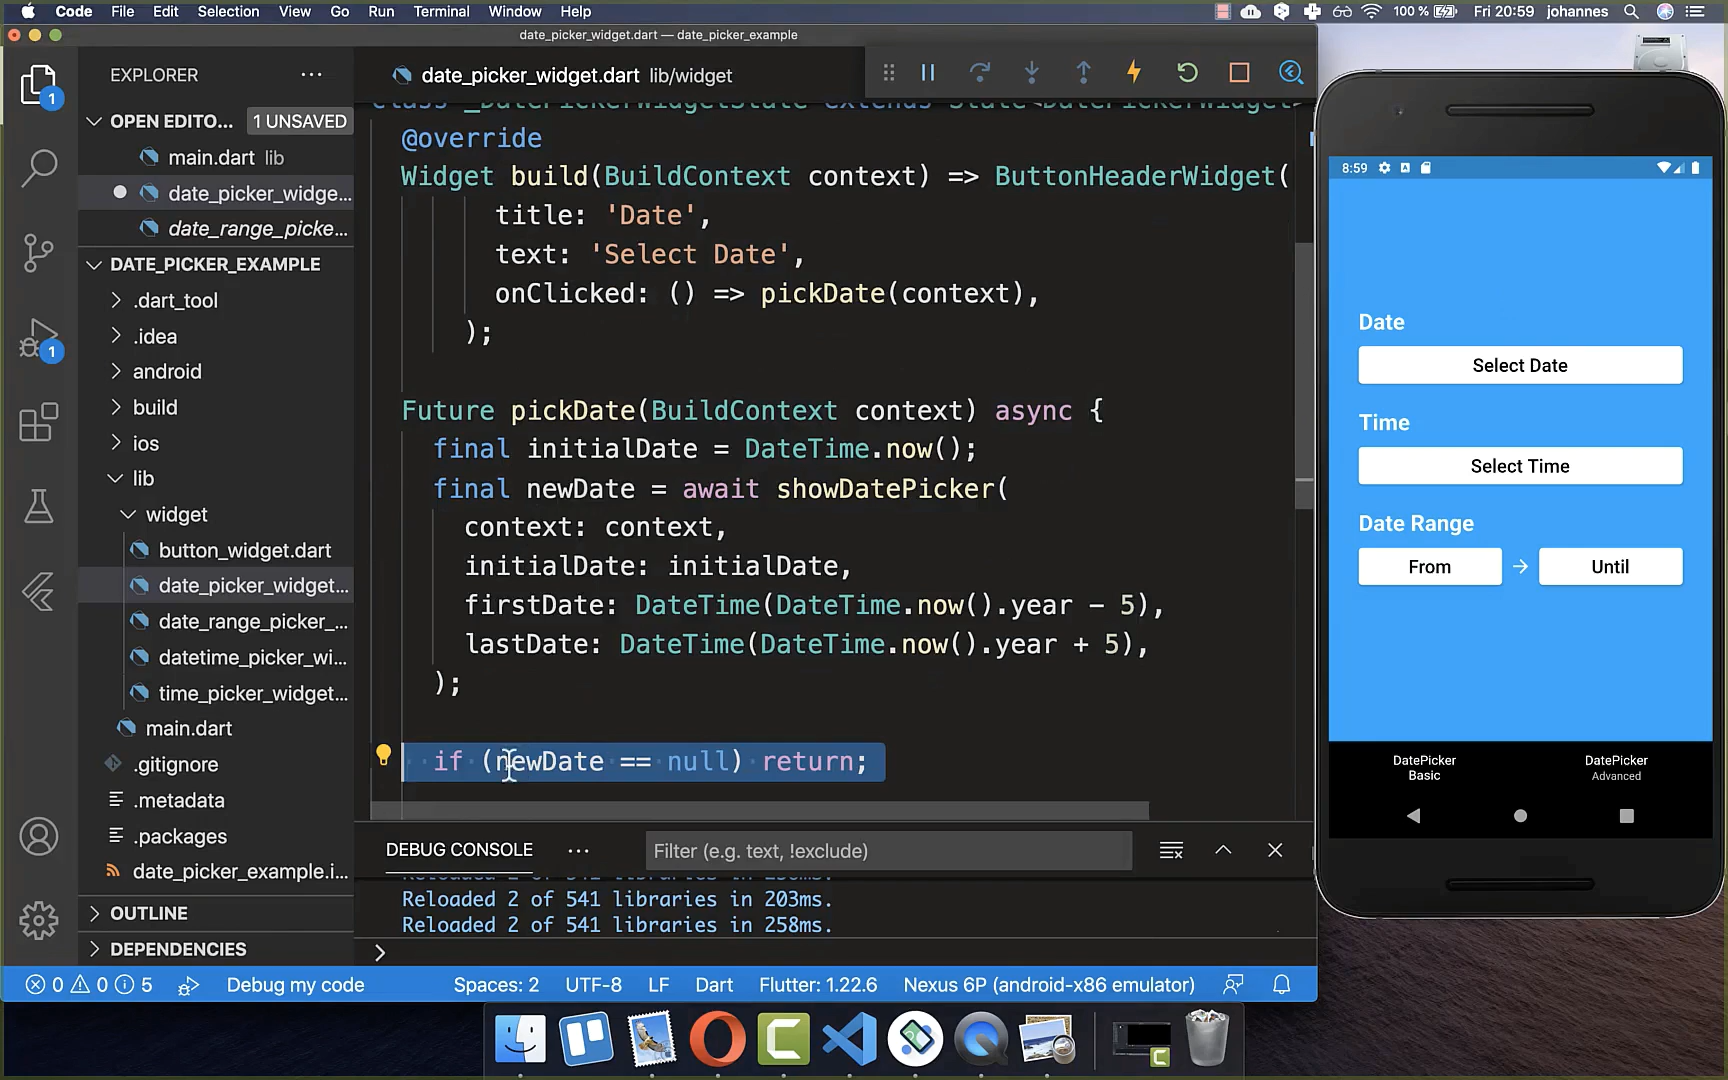 Code File Edit Selection View Go Run Terminal Window Help
100 % Fri 20:59 johannes
date_picker_widget.dart — date_picker_example
EXPLORER
OPEN EDITO... 1 UNSAVED
main.dart lib
date_picker_widge...
date_range_picke...
DATE_PICKER_EXAMPLE
.dart_tool
.idea
android
build
ios
lib
widget
button_widget.dart
date_picker_widget...
date_range_picker_...
datetime_picker_wi...
time_picker_widget...
main.dart
.gitignore
.metadata
.packages
date_picker_example.i...
OUTLINE
DEPENDENCIES
1
1
date_picker_widget.dart lib/widget
class _DatePickerWidgetState extends State<DatePickerWidget>
@override
Widget build(BuildContext context) => ButtonHeaderWidget(
title: 'Date',
text: 'Select Date',
onClicked: () => pickDate(context),
);
Future pickDate(BuildContext context) async {
final initialDate = DateTime.now();
final newDate = await showDatePicker(
context: context,
initialDate: initialDate,
firstDate: DateTime(DateTime.now().year - 5),
lastDate: DateTime(DateTime.now().year + 5),
);
if (newDate == null) return;
DEBUG CONSOLE ... Filter (e.g. text, !exclude)
Reloaded 2 of 541 libraries in 203ms.
Reloaded 2 of 541 libraries in 258ms.
0 0 5 Debug my code Spaces: 2 UTF-8 LF Dart Flutter: 1.22.6 Nexus 6P (android-x86 emulator)
8:59
Date
Select Date
Time
Select Time
Date Range
From → Until
DatePicker
Basic
DatePicker
Advanced